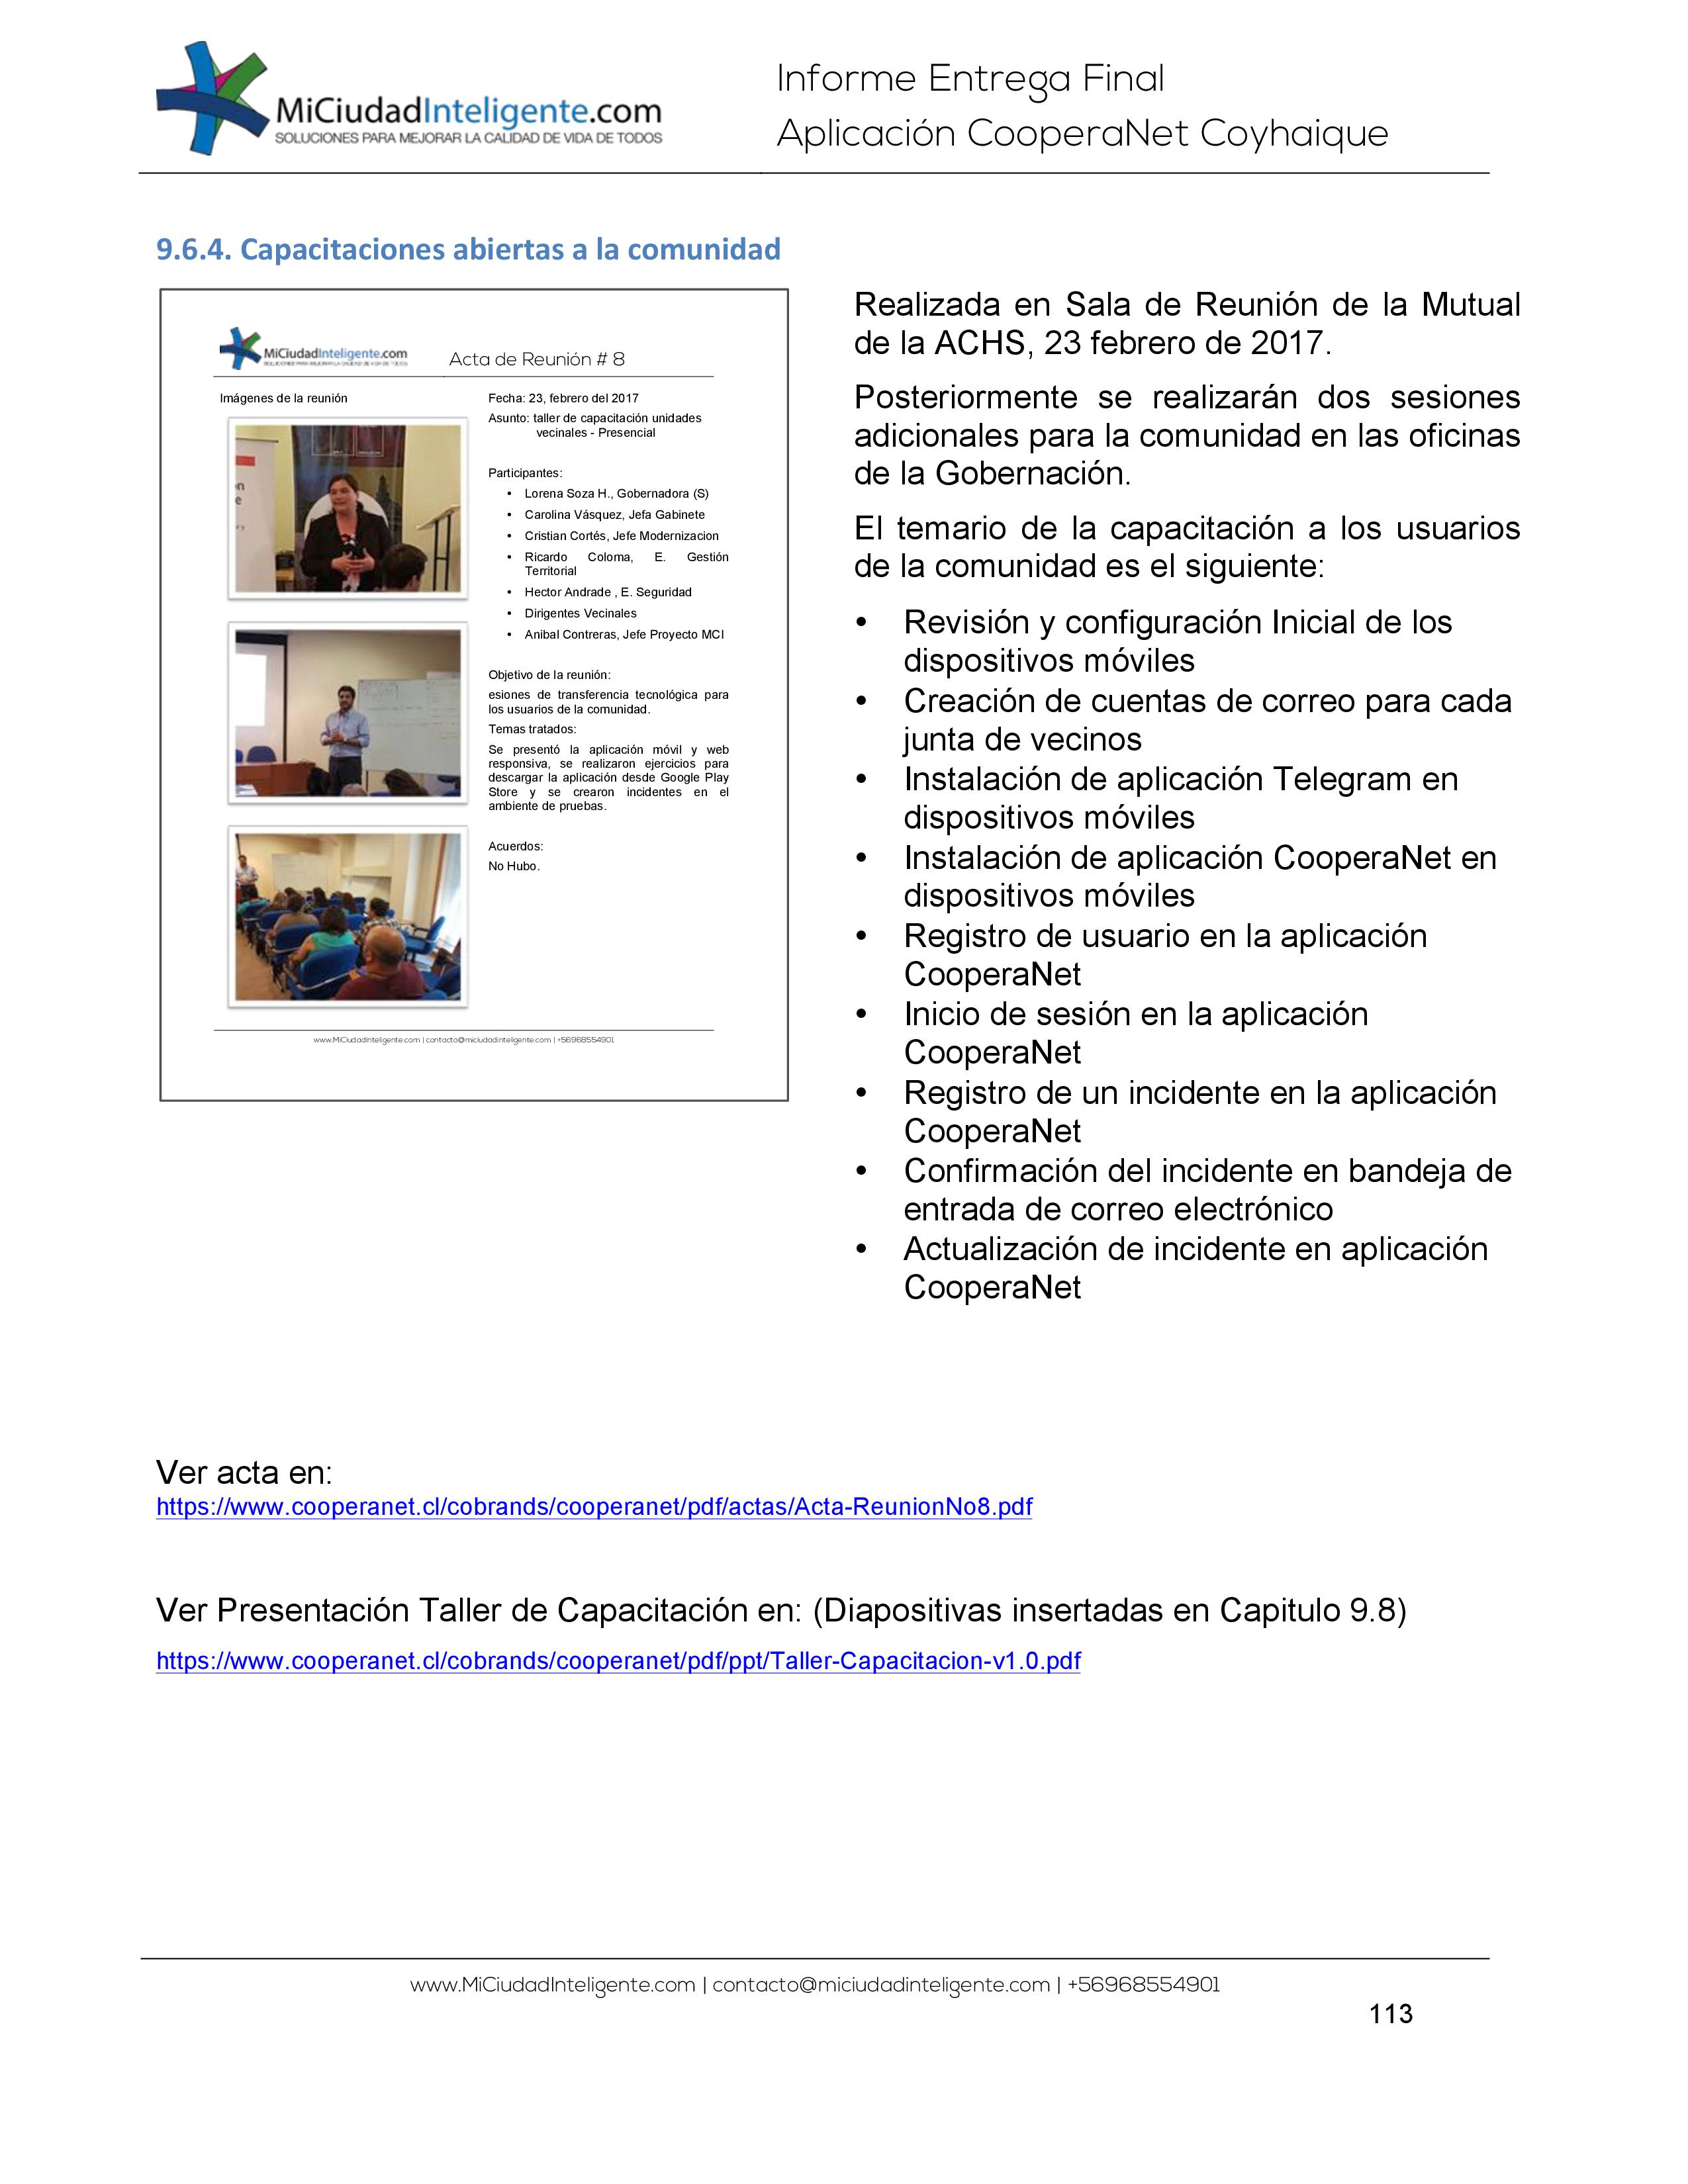 MiCiudadInteligente.com
SOLUCIONES PARA MEJORAR LA CALIDAD DE VIDA DE TODOS
Informe Entrega Final
Aplicación CooperaNet Coyhaique
9.6.4. Capacitaciones abiertas a la comunidad
MiCiudadInteligente.com
SOLUCIONES PARA MEJORAR LA CALIDAD DE VIDA DE TODOS
Acta de Reunión # 8
Imágenes de la reunión
Fecha: 23, febrero del 2017
Asunto: taller de capacitación unidades
vecinales - Presencial
Participantes:
• Lorena Soza H., Gobernadora (S)
• Carolina Vásquez, Jefa Gabinete
• Cristian Cortés, Jefe Modernizacion
• Ricardo Coloma, E. Gestión
Territorial
• Hector Andrade , E. Seguridad
• Dirigentes Vecinales
• Anibal Contreras, Jefe Proyecto MCI
Objetivo de la reunión:
esiones de transferencia tecnológica para
los usuarios de la comunidad.
Temas tratados:
Se presentó la aplicación móvil y web
responsiva, se realizaron ejercicios para
descargar la aplicación desde Google Play
Store y se crearon incidentes en el
ambiente de pruebas.
Acuerdos:
No Hubo.
www.MiCiudadInteligente.com | contacto@miciudadinteligente.com | +56968554901
Realizada en Sala de Reunión de la Mutual
de la ACHS, 23 febrero de 2017.
Posteriormente se realizarán dos sesiones
adicionales para la comunidad en las oficinas
de la Gobernación.
El temario de la capacitación a los usuarios
de la comunidad es el siguiente:
• Revisión y configuración Inicial de los
dispositivos móviles
• Creación de cuentas de correo para cada
junta de vecinos
• Instalación de aplicación Telegram en
dispositivos móviles
• Instalación de aplicación CooperaNet en
dispositivos móviles
• Registro de usuario en la aplicación
CooperaNet
• Inicio de sesión en la aplicación
CooperaNet
• Registro de un incidente en la aplicación
CooperaNet
• Confirmación del incidente en bandeja de
entrada de correo electrónico
• Actualización de incidente en aplicación
CooperaNet
Ver acta en:
https://www.cooperanet.cl/cobrands/cooperanet/pdf/actas/Acta-ReunionNo8.pdf
Ver Presentación Taller de Capacitación en: (Diapositivas insertadas en Capitulo 9.8)
https://www.cooperanet.cl/cobrands/cooperanet/pdf/ppt/Taller-Capacitacion-v1.0.pdf
www.MiCiudadInteligente.com | contacto@miciudadinteligente.com | +56968554901
113